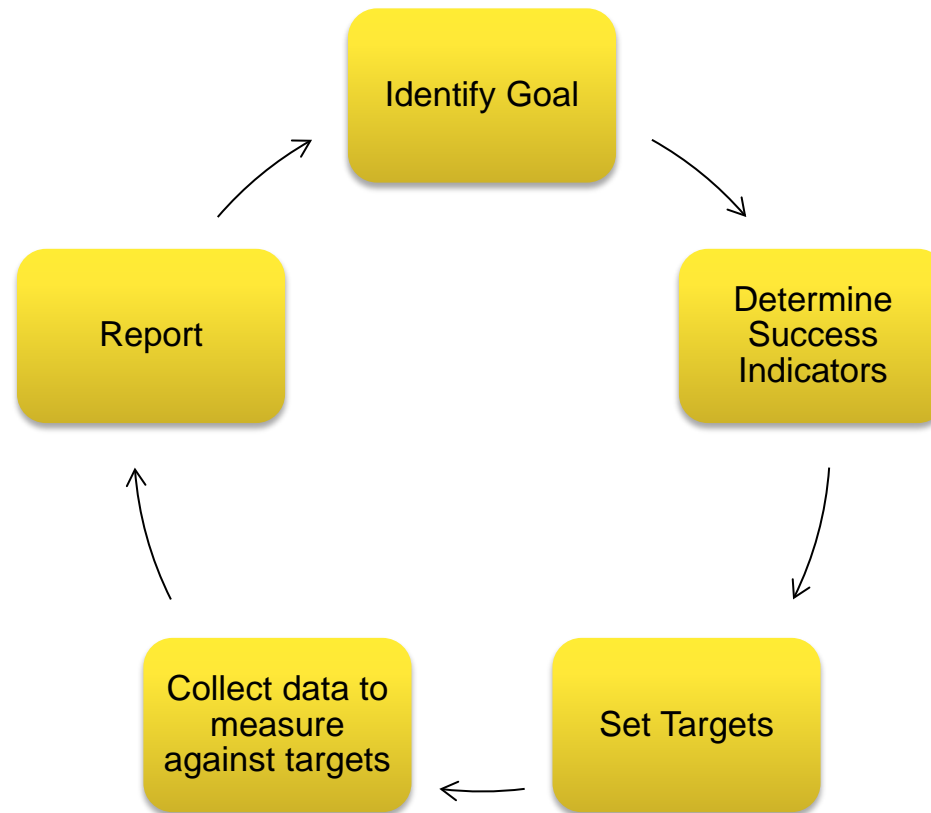 Identify Goal
Determine
Success
Indicators
Set Targets
Collect data to
measure
against targets
Report